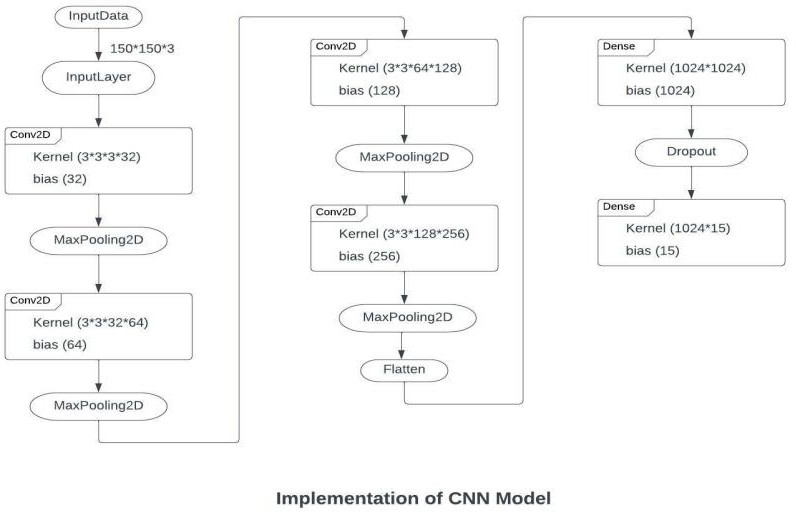 InputData
150*150*3
InputLayer
Conv2D
Kernel (3*3*3*32)
bias (32)
MaxPooling2D
Conv2D
Kernel (3*3*32*64)
bias (64)
MaxPooling2D
Conv2D
Kernel (3*3*64*128)
bias (128)
MaxPooling2D
Conv2D
Kernel (3*3*128*256)
bias (256)
MaxPooling2D
Flatten
Dense
Kernel (1024*1024)
bias (1024)
Dropout
Dense
Kernel (1024*15)
bias (15)
Implementation of CNN Model